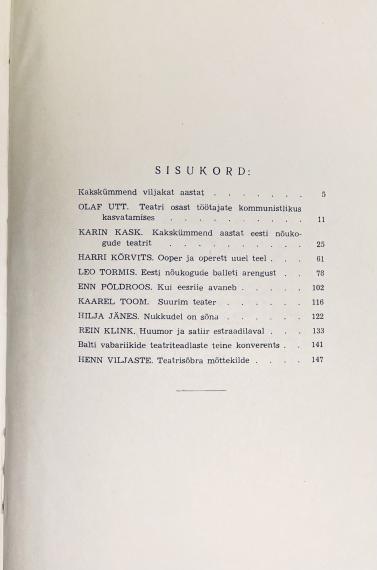 SISUKORD:
Kakskümmend viljakat aastat . . . . . . . 5
OLAF UTT. Teatri osast töötajate kommunistlikus
kasvatamises . . . . . . . . . . 11
KARIN KASK. Kakskümmend aastat eesti nõuko-
gude teatrit . . . . . . . . . . 25
HARRI KÕRVITS. Ooper ja operett uuel teel . . . 61
LEO TORMIS. Eesti nõukogude balleti arengust . . 78
ENN PÕLDROOS. Kui eesriie avaneb . . . . . 102
KAAREL TOOM. Suurim teater . . . . . . 116
HILJA JÄNES. Nukkudel on sõna . . . . . . 122
REIN KLINK. Huumor ja satiir estraadilaval . . . 133
Balti vabariikide teatriteadlaste teine konverents . . 141
HENN VILJASTE. Teatrisõbra mõttekilde . . . . 147